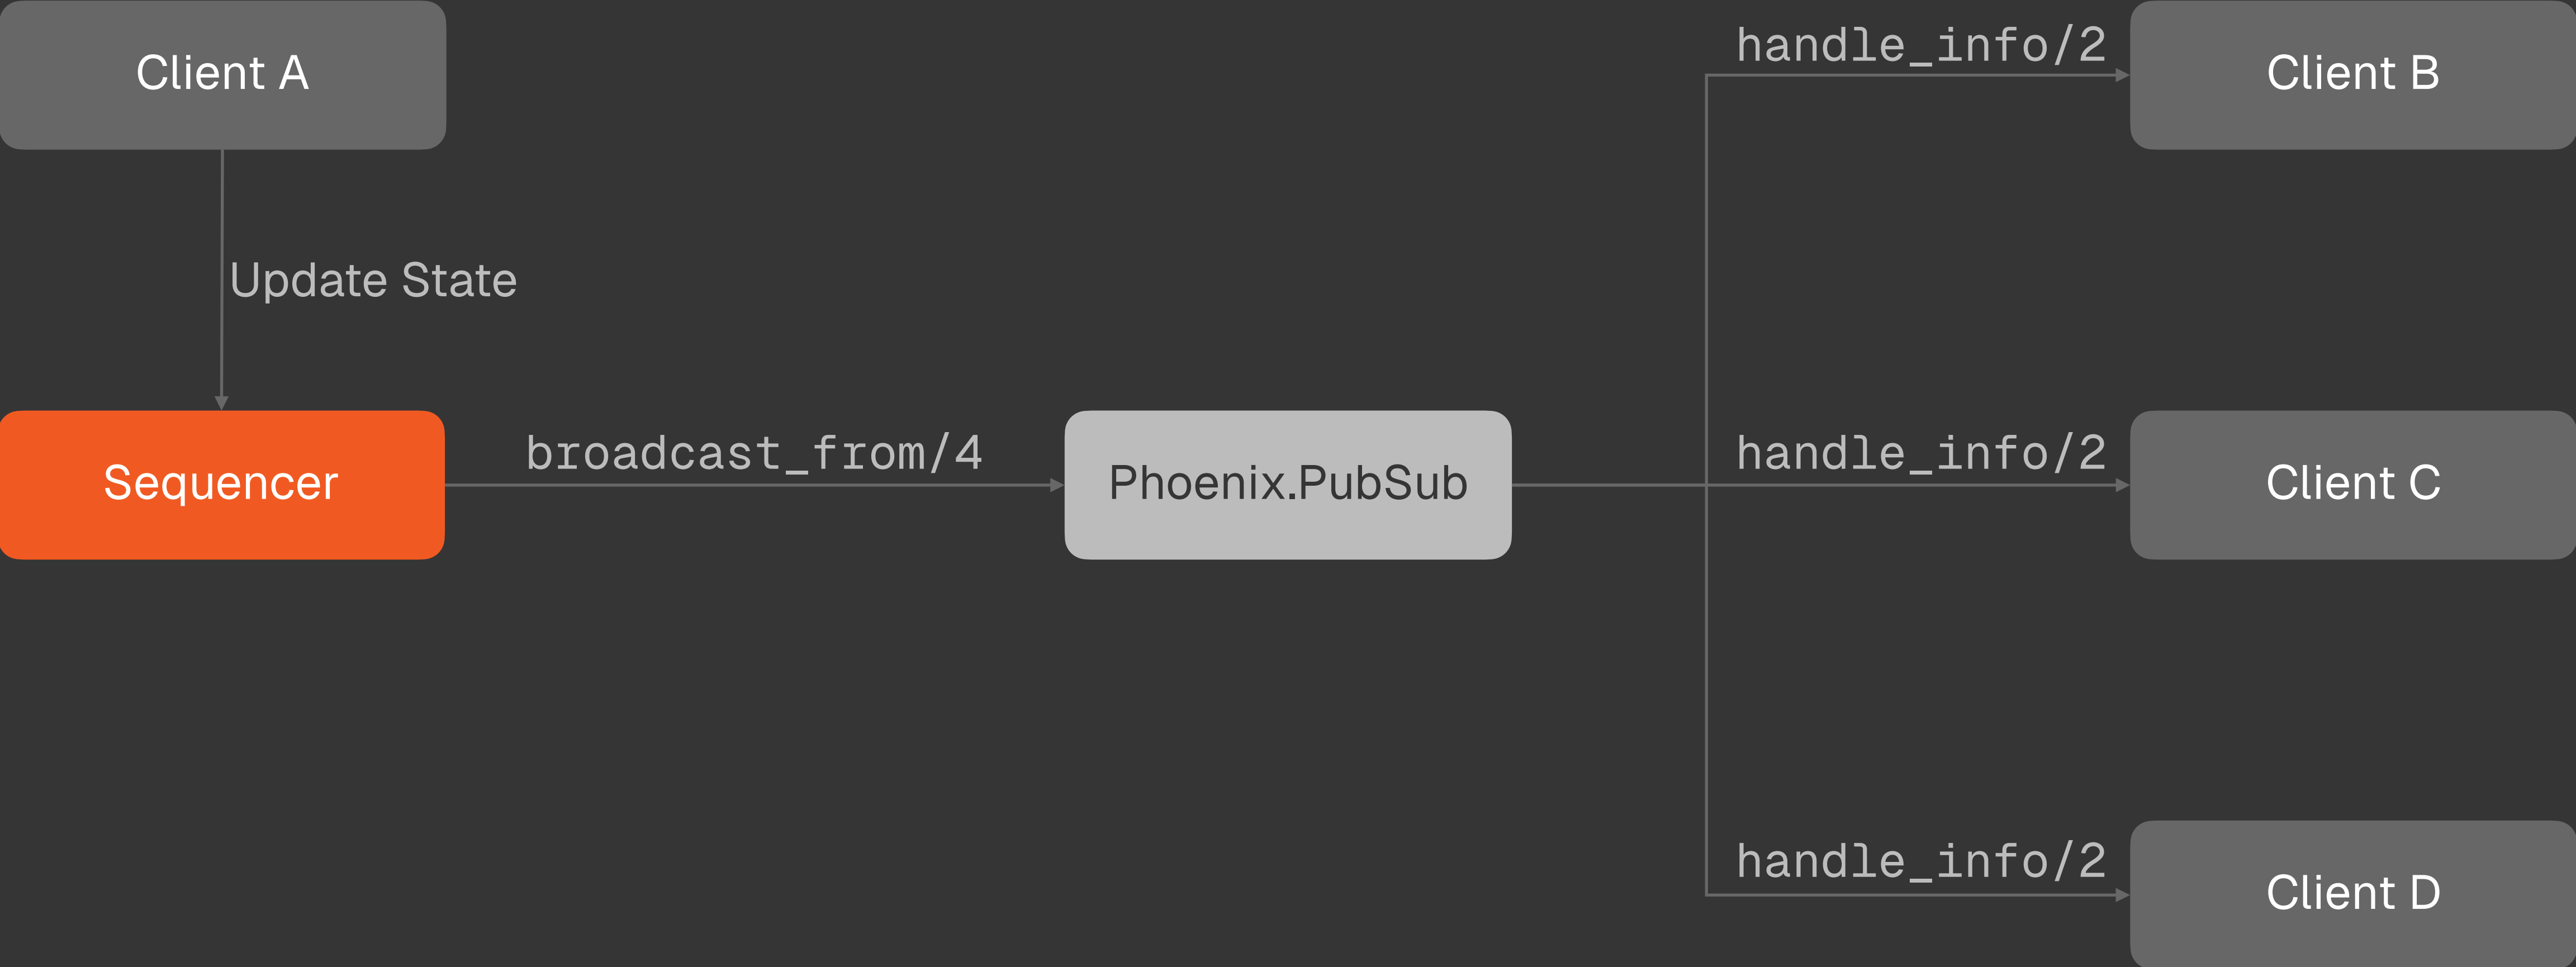 Client A
handle_info/2
Client B
Update State
Sequencer
broadcast_from/4
Phoenix.PubSub
handle_info/2
Client C
handle_info/2
Client D